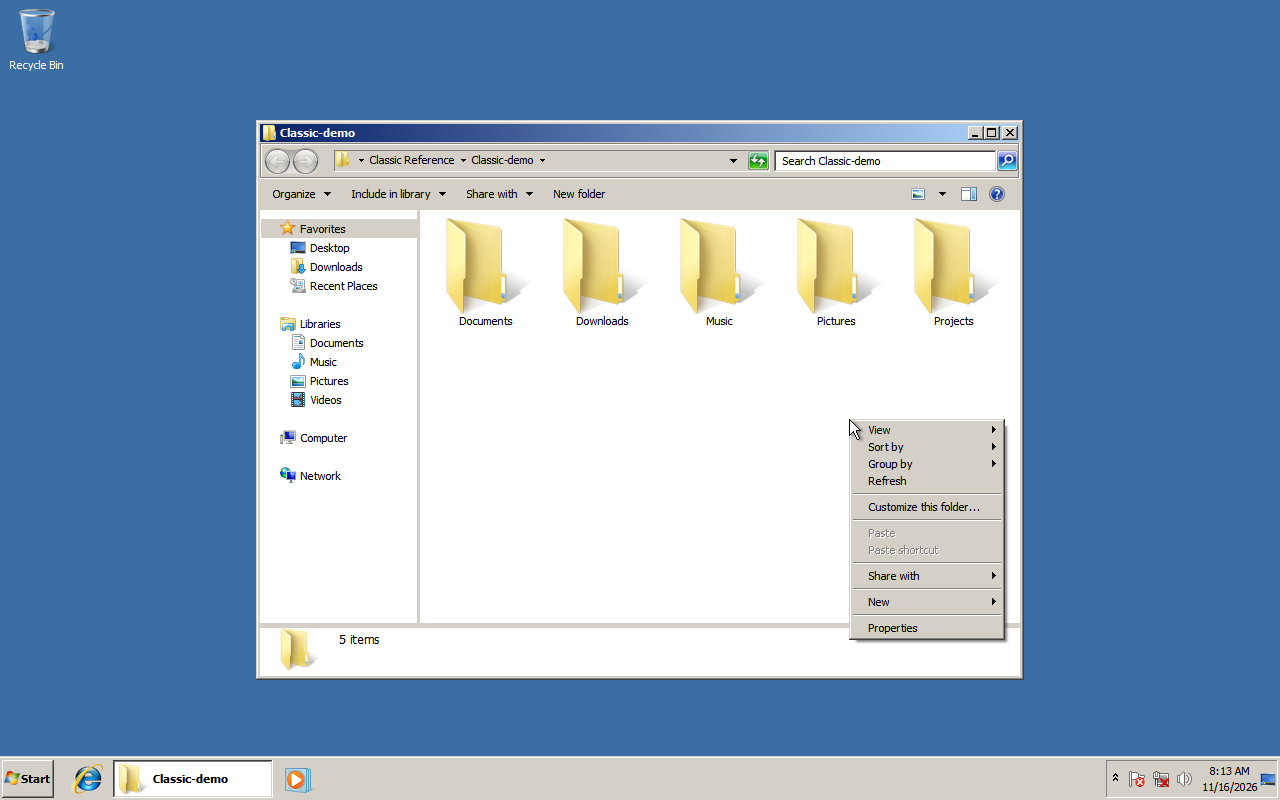 Recycle Bin
Classic-demo
Classic Reference Classic-demo
Search Classic-demo
Organize Include in library Share with New folder
Favorites
Desktop
Downloads
Recent Places
Libraries
Documents
Music
Pictures
Videos
Computer
Network
Documents Downloads Music Pictures Projects
View
Sort by
Group by
Refresh
Customize this folder...
Paste
Paste shortcut
Share with
New
Properties
5 items
Start
Classic-demo
8:13 AM
11/16/2026